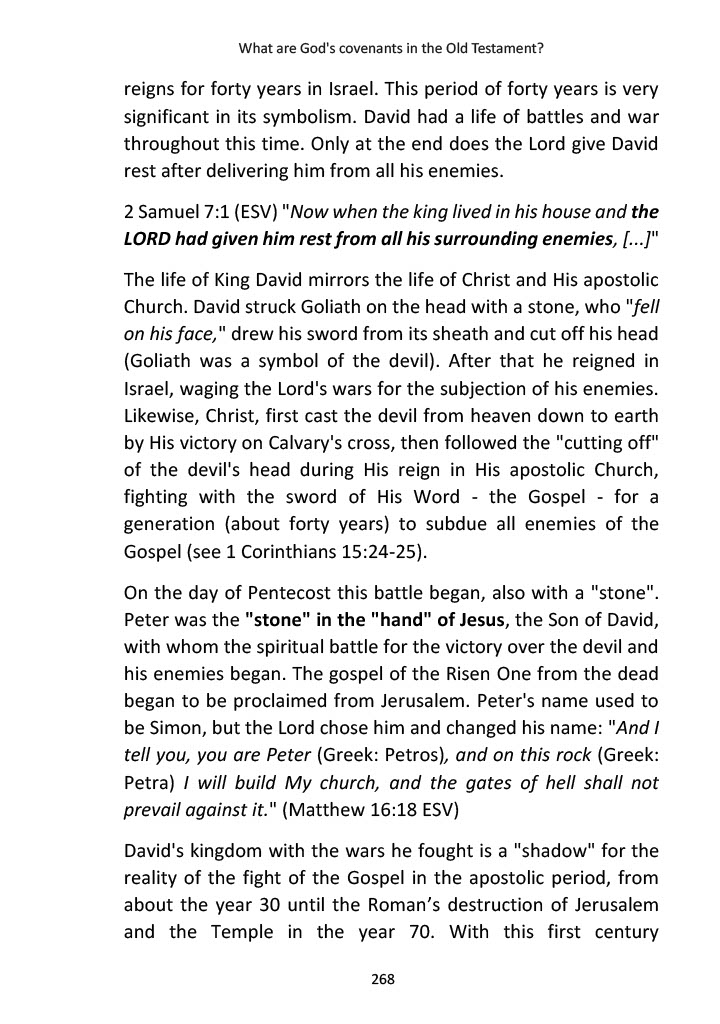 What are God's covenants in the Old Testament?
reigns for forty years in Israel. This period of forty years is very
significant in its symbolism. David had a life of battles and war
throughout this time. Only at the end does the Lord give David
rest after delivering him from all his enemies.
2 Samuel 7:1 (ESV) "Now when the king lived in his house and the
LORD had given him rest from all his surrounding enemies, [...]"
The life of King David mirrors the life of Christ and His apostolic
Church. David struck Goliath on the head with a stone, who "fell
on his face," drew his sword from its sheath and cut off his head
(Goliath was a symbol of the devil). After that he reigned in
Israel, waging the Lord's wars for the subjection of his enemies.
Likewise, Christ, first cast the devil from heaven down to earth
by His victory on Calvary's cross, then followed the "cutting off"
of the devil's head during His reign in His apostolic Church,
fighting with the sword of His Word - the Gospel - for a
generation (about forty years) to subdue all enemies of the
Gospel (see 1 Corinthians 15:24-25).
On the day of Pentecost this battle began, also with a "stone".
Peter was the "stone" in the "hand" of Jesus, the Son of David,
with whom the spiritual battle for the victory over the devil and
his enemies began. The gospel of the Risen One from the dead
began to be proclaimed from Jerusalem. Peter's name used to
be Simon, but the Lord chose him and changed his name: "And I
tell you, you are Peter (Greek: Petros), and on this rock (Greek:
Petra) I will build My church, and the gates of hell shall not
prevail against it." (Matthew 16:18 ESV)
David's kingdom with the wars he fought is a "shadow" for the
reality of the fight of the Gospel in the apostolic period, from
about the year 30 until the Roman’s destruction of Jerusalem
and the Temple in the year 70. With this first century
268